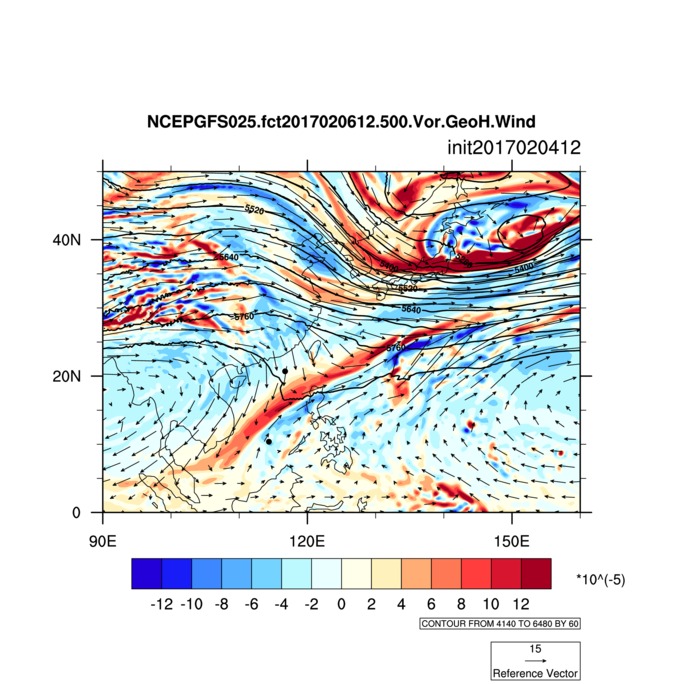 NCEPGFS025.fct2017020612.500.Vor.GeoH.Wind
init2017020412
5520
40N
5640
5400
5520
5640
5760
5760
20N
0
90E 120E 150E
-12 -10 -8 -6 -4 -2 0 2 4 6 8 10 12
*10^(-5)
CONTOUR FROM 4140 TO 6480 BY 60
15
Reference Vector